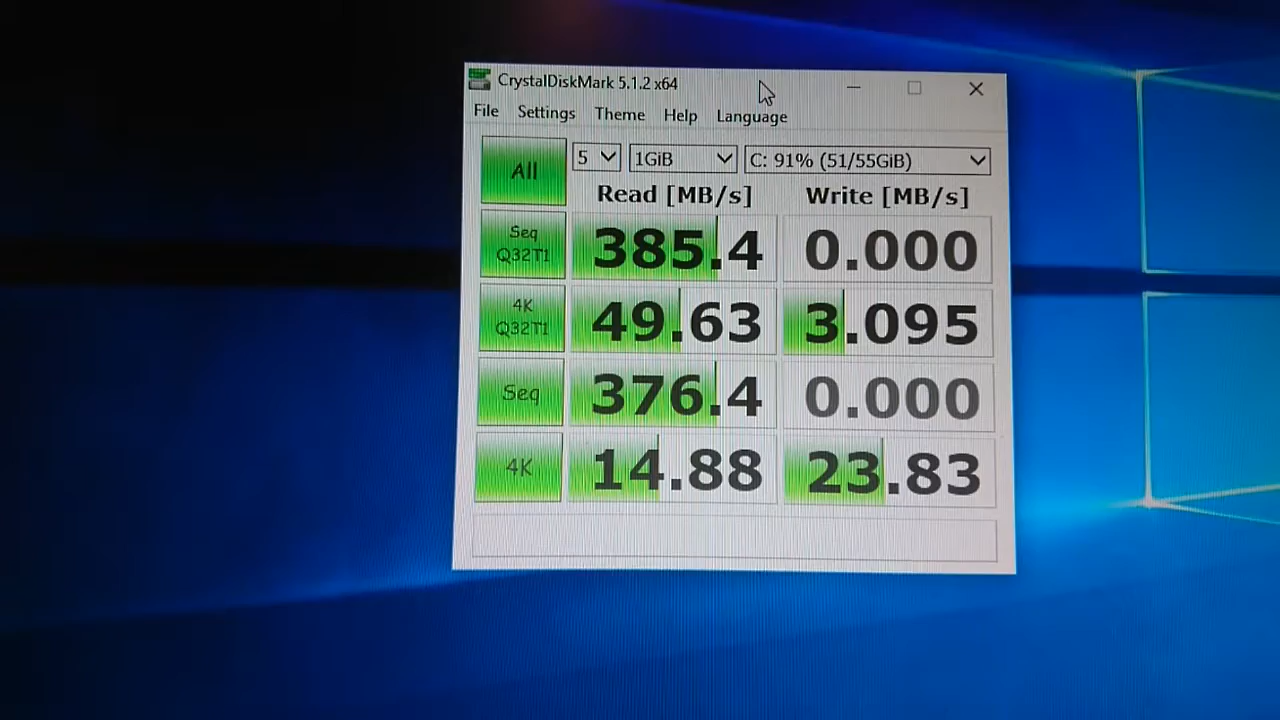 CrystalDiskMark 5.1.2 x64
File Settings Theme Help Language
All 5 1GiB C: 91% (51/55GiB)
Read [MB/s] Write [MB/s]
Seq Q32T1 385.4 0.000
4K Q32T1 49.63 3.095
Seq 376.4 0.000
4K 14.88 23.83